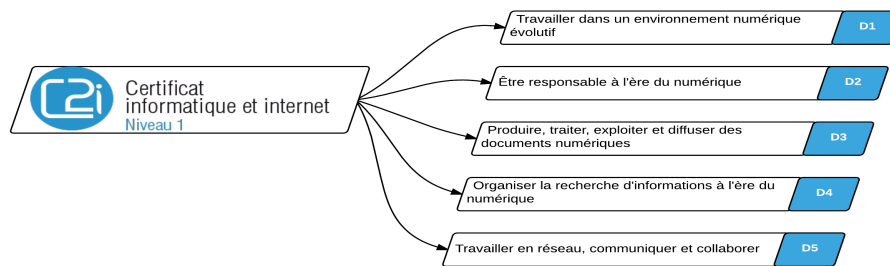 C2i
Certificat
informatique et internet
Niveau 1
Travailler dans un environnement numérique
évolutif
D1
Être responsable à l'ère du numérique
D2
Produire, traiter, exploiter et diffuser des
documents numériques
D3
Organiser la recherche d'informations à l'ère du
numérique
D4
Travailler en réseau, communiquer et collaborer
D5